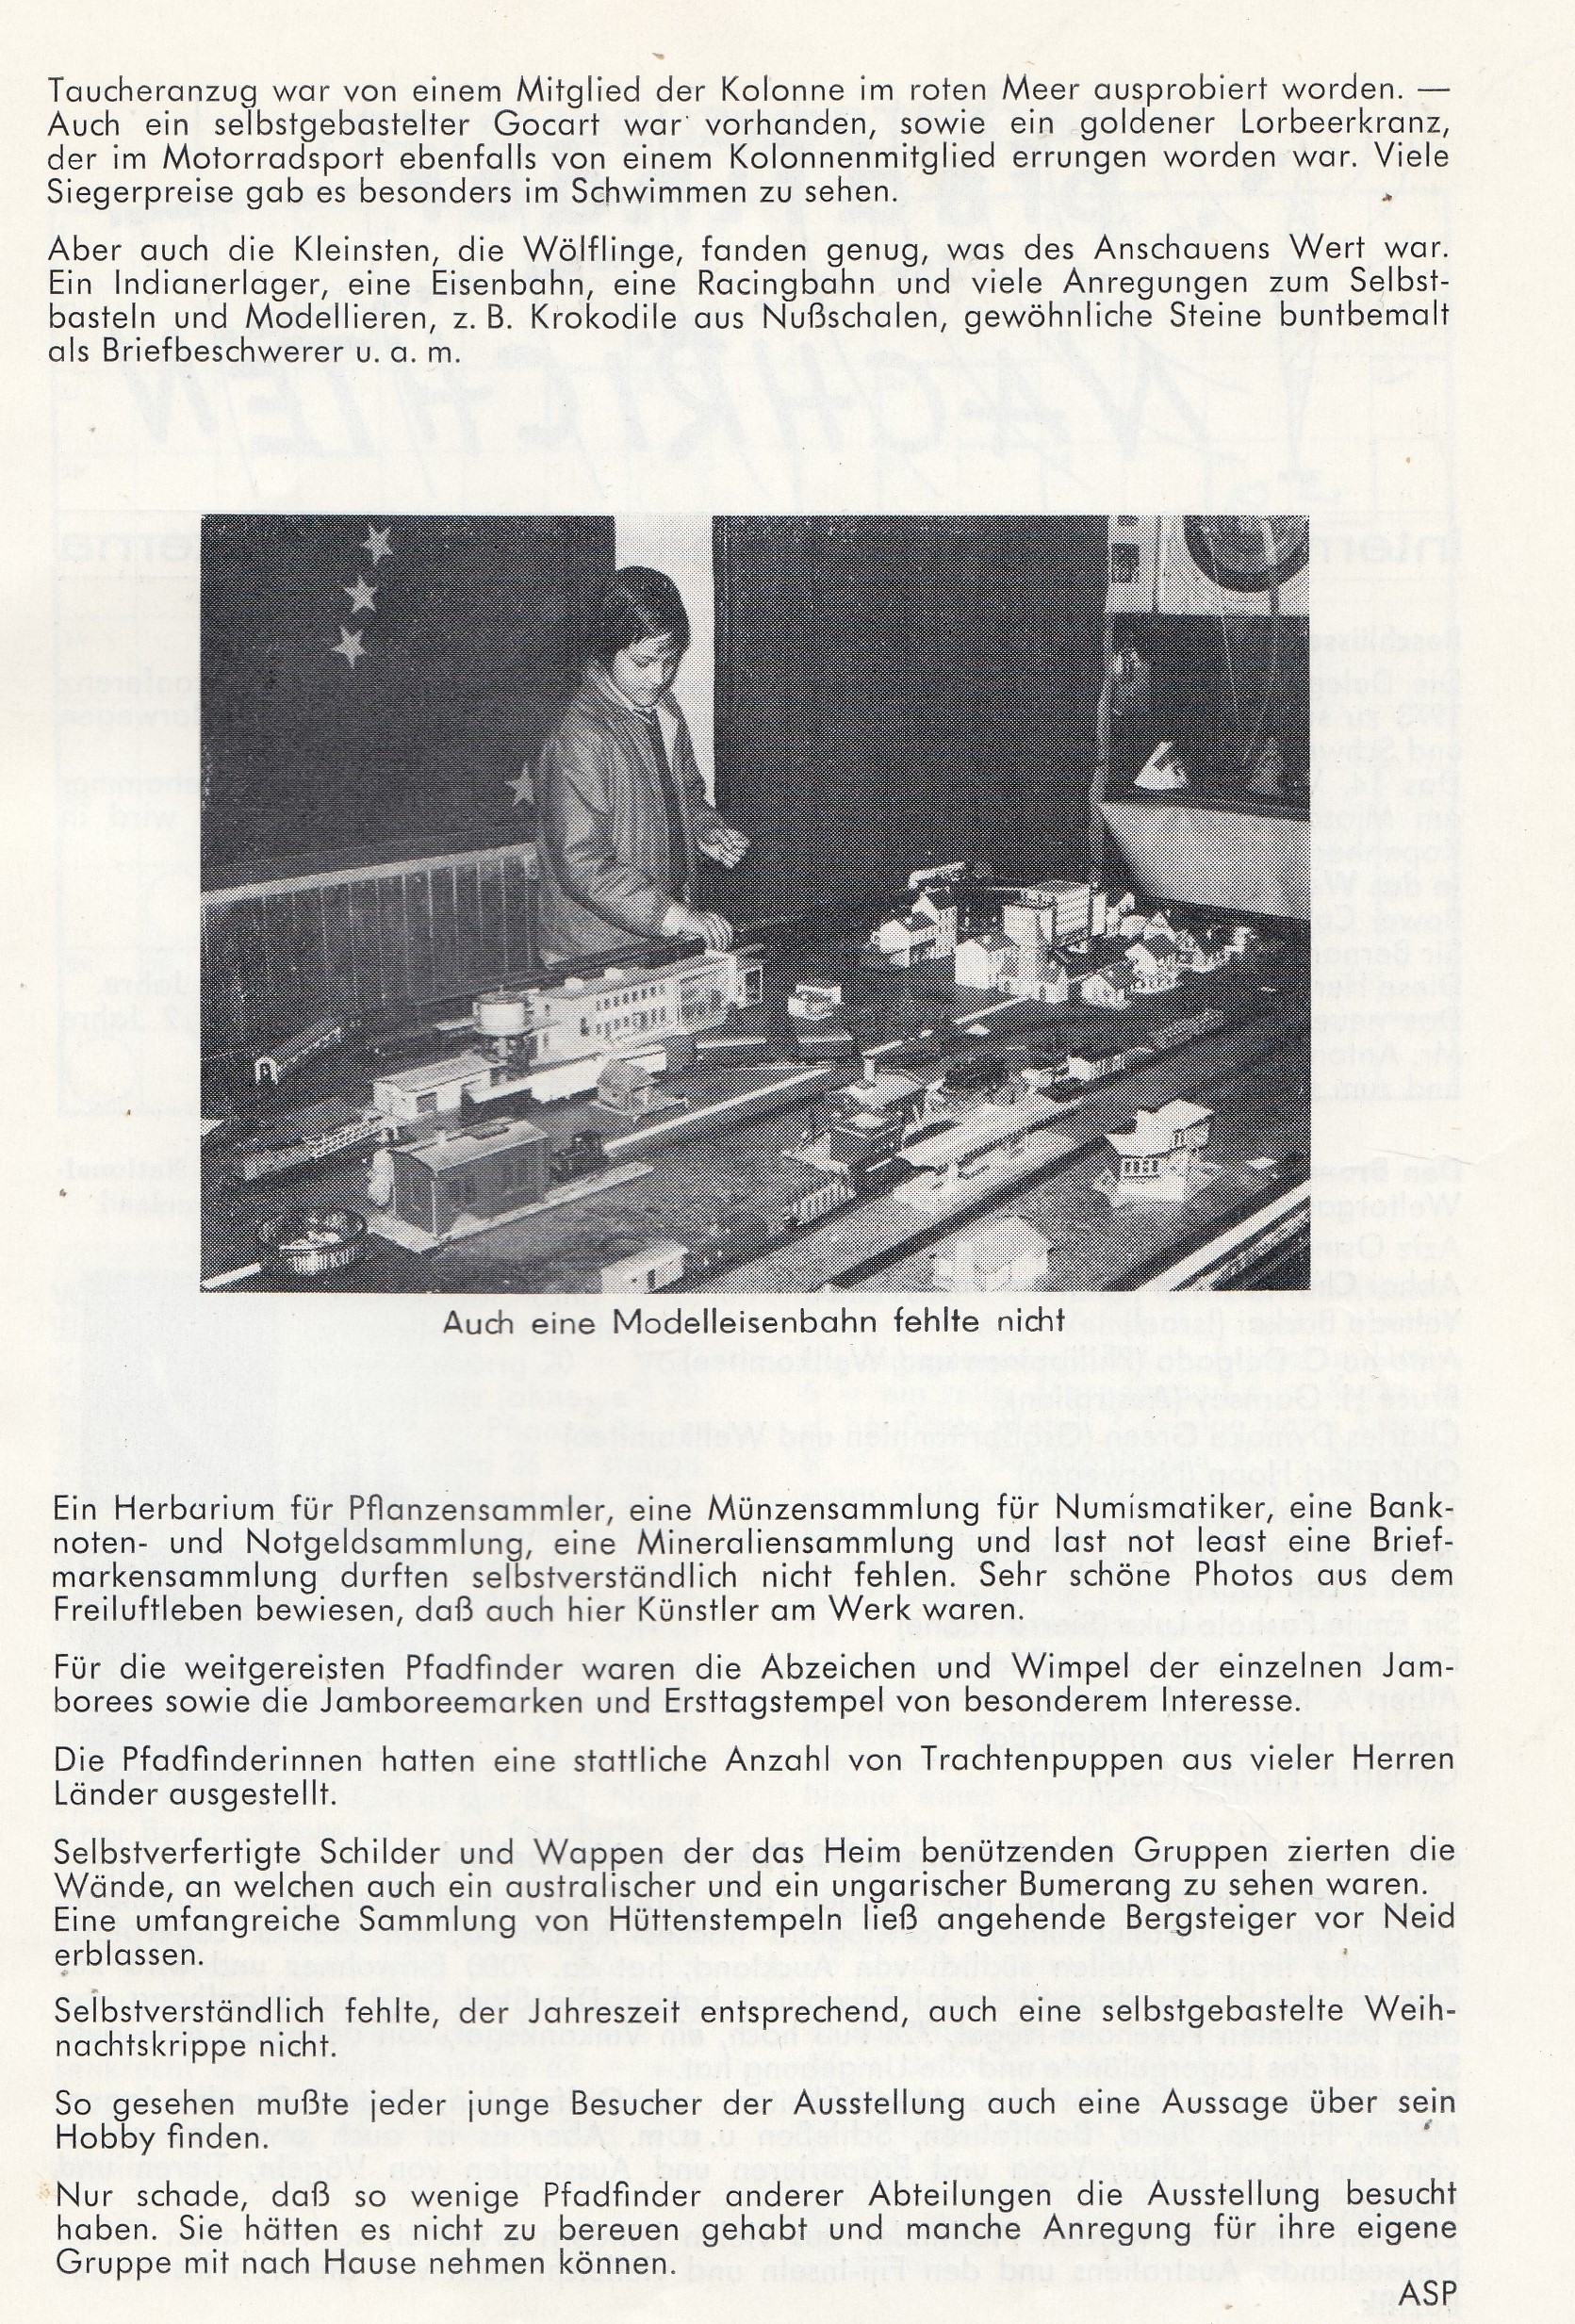 Taucheranzug war von einem Mitglied der Kolonne im roten Meer ausprobiert worden. —
Auch ein selbstgebastelter Gocart war vorhanden, sowie ein goldener Lorbeerkranz,
der im Motorradsport ebenfalls von einem Kolonnenmitglied errungen worden war. Viele
Siegerpreise gab es besonders im Schwimmen zu sehen.
Aber auch die Kleinsten, die Wölflinge, fanden genug, was des Anschauens Wert war.
Ein Indianerlager, eine Eisenbahn, eine Racingbahn und viele Anregungen zum Selbst-
basteln und Modellieren, z. B. Krokodile aus Nußschalen, gewöhnliche Steine buntbemalt
als Briefbeschwerer u. a. m.
Auch eine Modelleisenbahn fehlte nicht
Ein Herbarium für Pflanzensammler, eine Münzensammlung für Numismatiker, eine Bank-
noten- und Notgeldsammlung, eine Mineraliensammlung und last not least eine Brief-
markensammlung durften selbstverständlich nicht fehlen. Sehr schöne Photos aus dem
Freiluftleben bewiesen, daß auch hier Künstler am Werk waren.
Für die weitgereisten Pfadfinder waren die Abzeichen und Wimpel der einzelnen Jam-
borees sowie die Jamboreemarken und Ersttagstempel von besonderem Interesse.
Die Pfadfinderinnen hatten eine stattliche Anzahl von Trachtenpuppen aus vieler Herren
Länder ausgestellt.
Selbstverfertigte Schilder und Wappen der das Heim benützenden Gruppen zierten die
Wände, an welchen auch ein australischer und ein ungarischer Bumerang zu sehen waren.
Eine umfangreiche Sammlung von Hüttenstempeln ließ angehende Bergsteiger vor Neid
erblassen.
Selbstverständlich fehlte, der Jahreszeit entsprechend, auch eine selbstgebastelte Weih-
nachtskrippe nicht.
So gesehen mußte jeder junge Besucher der Ausstellung auch eine Aussage über sein
Hobby finden.
Nur schade, daß so wenige Pfadfinder anderer Abteilungen die Ausstellung besucht
haben. Sie hätten es nicht zu bereuen gehabt und manche Anregung für ihre eigene
Gruppe mit nach Hause nehmen können.
ASP